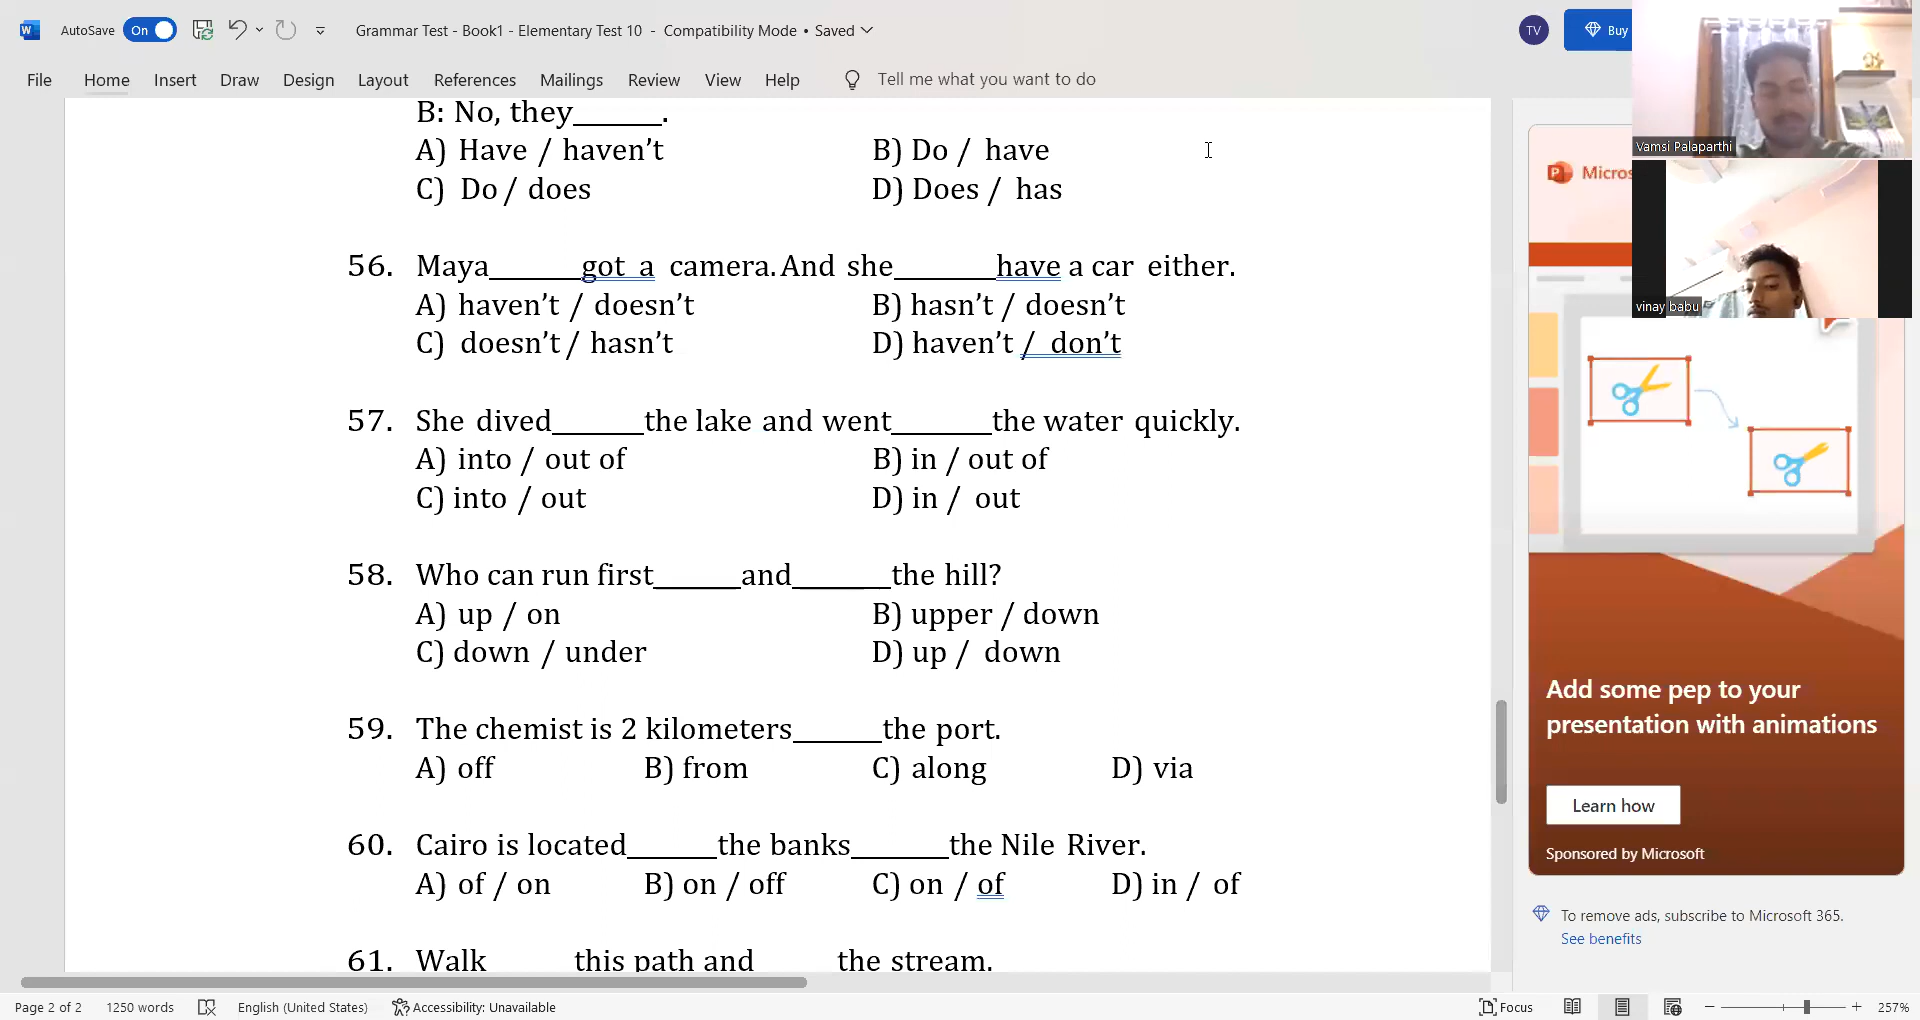 AutoSave On Grammar Test - Book1 - Elementary Test 10 - Compatibility Mode • Saved TV Buy
File Home Insert Draw Design Layout References Mailings Review View Help Tell me what you want to do
B: No, they______.
A) Have / haven’t B) Do / have
C) Do / does D) Does / has
56. Maya______got a camera. And she_______have a car either.
A) haven’t / doesn’t B) hasn’t / doesn’t
C) doesn’t / hasn’t D) haven’t / don’t
57. She dived______the lake and went_______the water quickly.
A) into / out of B) in / out of
C) into / out D) in / out
58. Who can run first______and_______the hill?
A) up / on B) upper / down
C) down / under D) up / down
59. The chemist is 2 kilometers______the port.
A) off B) from C) along D) via
60. Cairo is located______the banks_______the Nile River.
A) of / on B) on / off C) on / of D) in / of
61. Walk ______this path and ______the stream.
Vamsi Palaparthi
vinay babu
Add some pep to your
presentation with animations
Learn how
Sponsored by Microsoft
To remove ads, subscribe to Microsoft 365.
See benefits
Page 2 of 2 1250 words English (United States) Accessibility: Unavailable Focus 257%